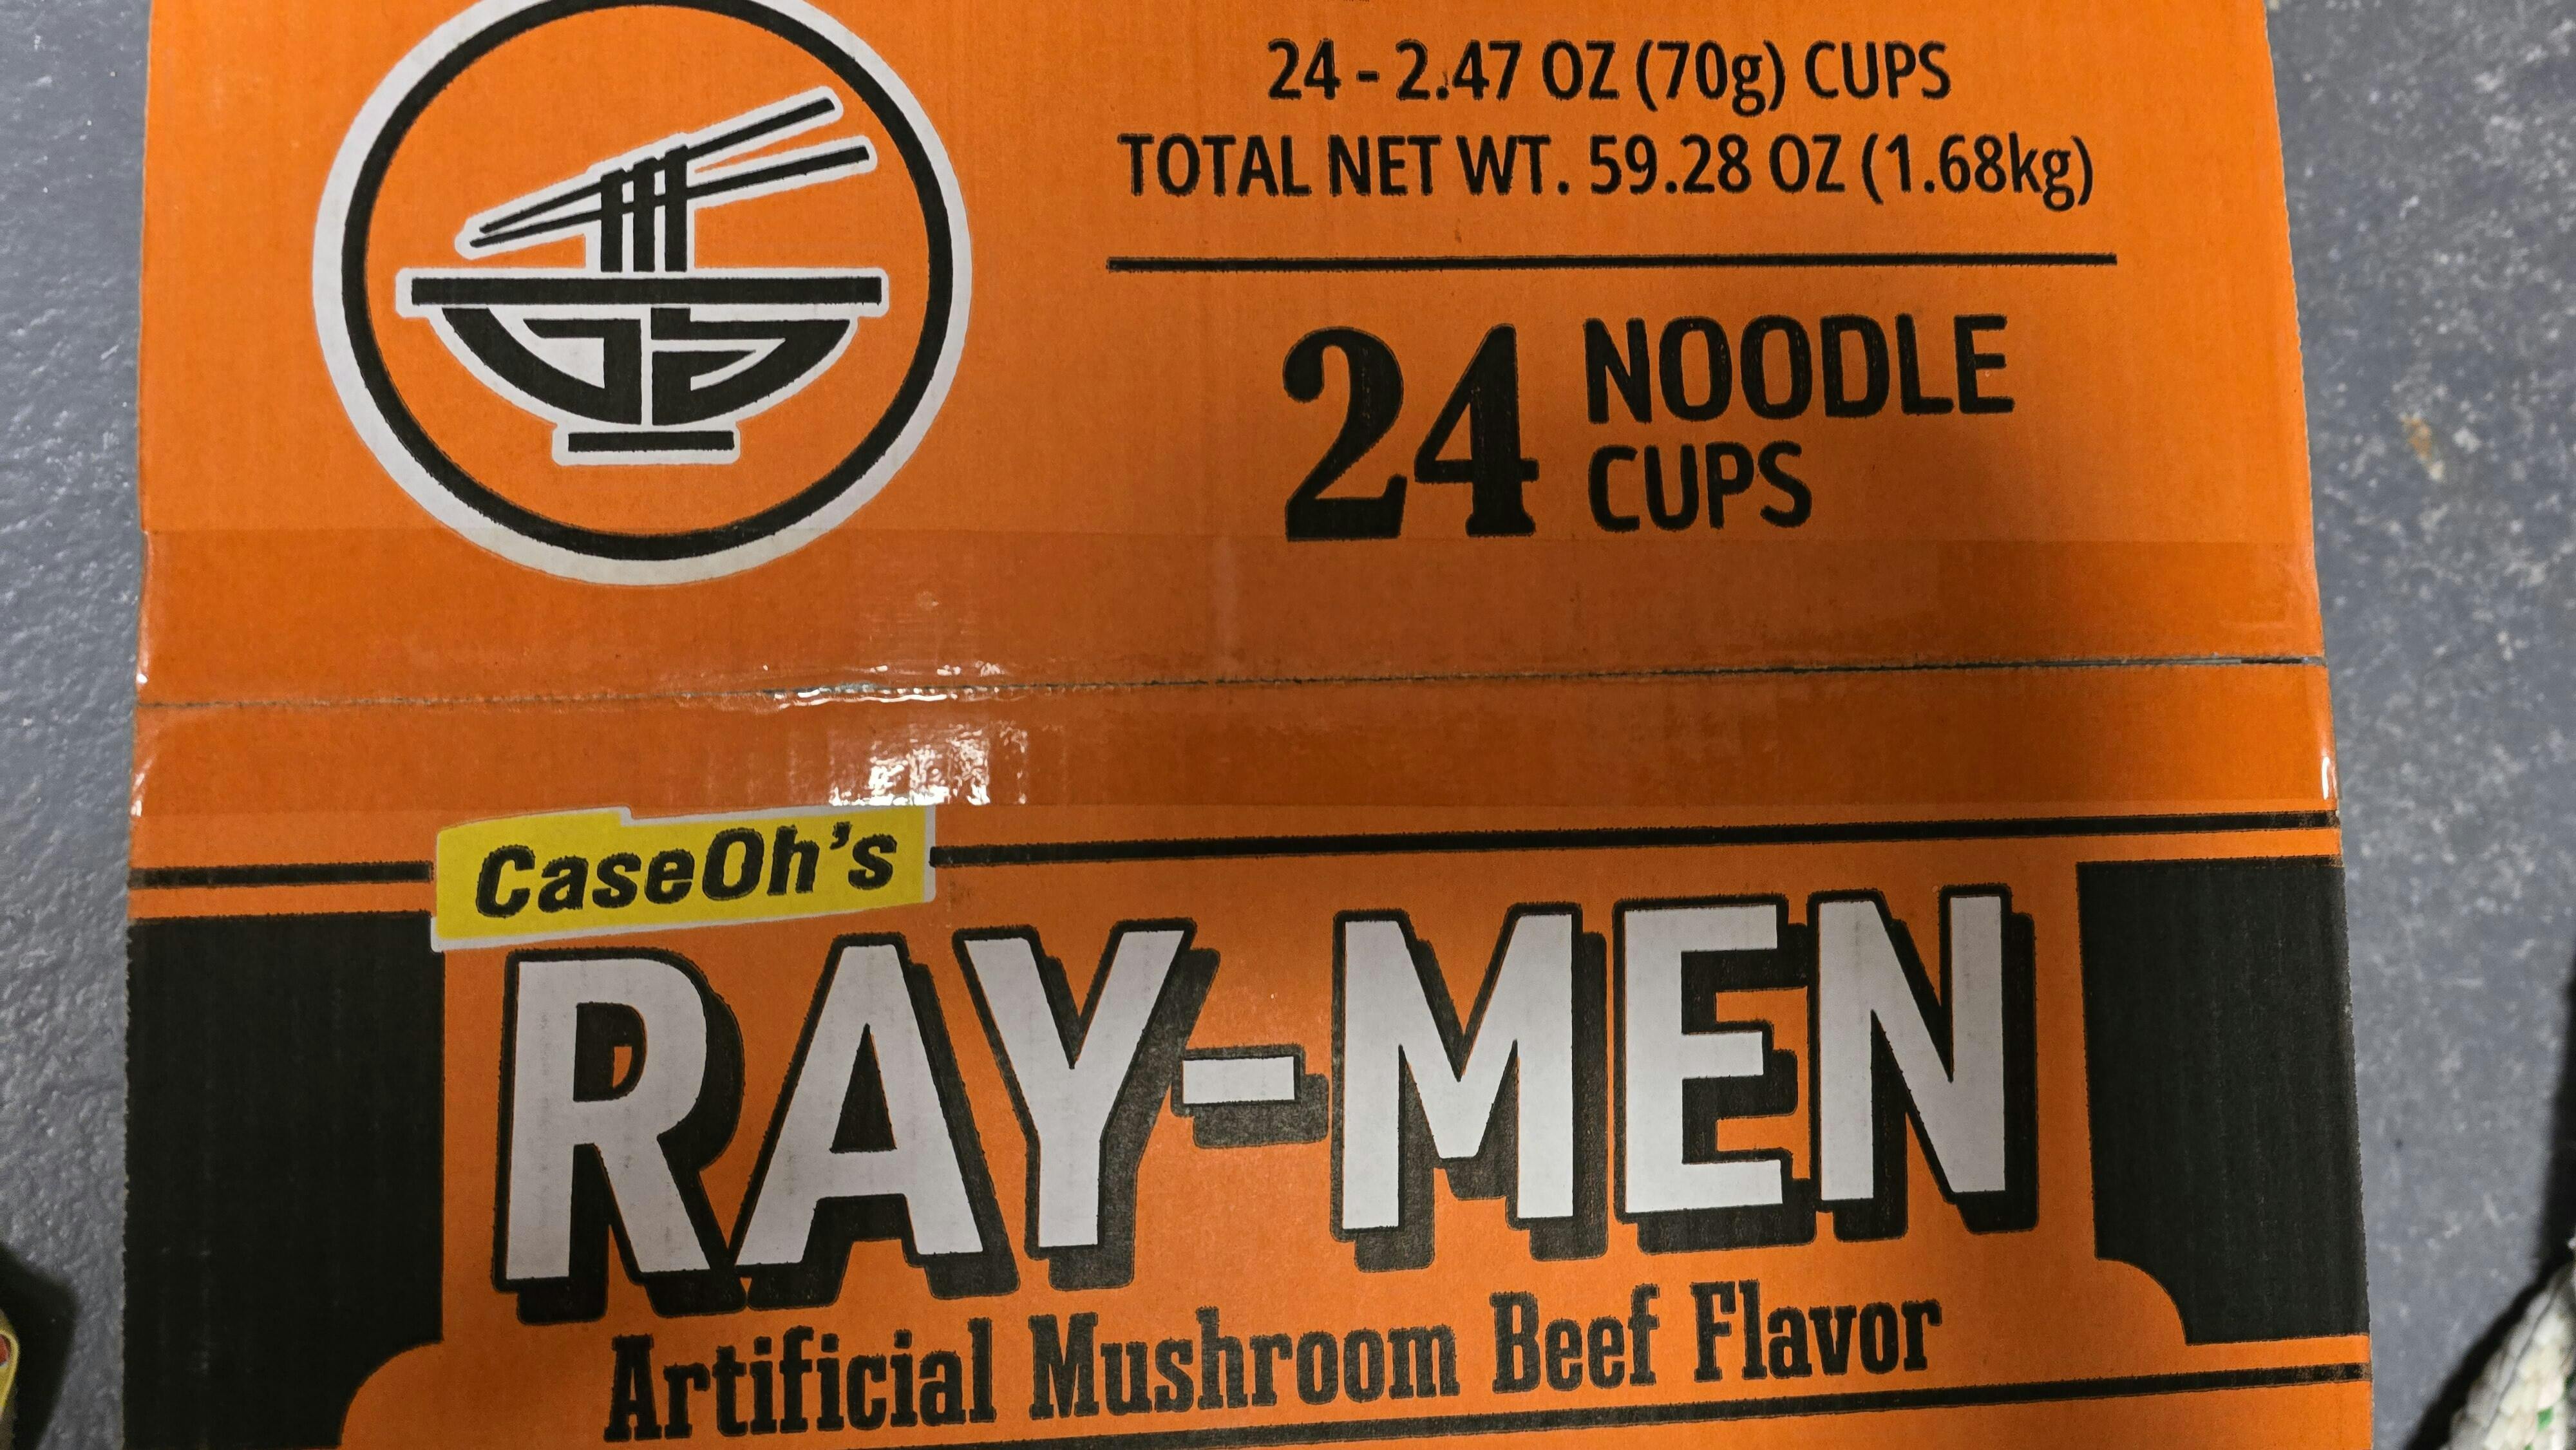 24 - 2.47 OZ (70g) CUPS
TOTAL NET WT. 59.28 OZ (1.68kg)
24 NOODLE
CUPS
CaseOh's
RAY-MEN
Artificial Mushroom Beef Flavor